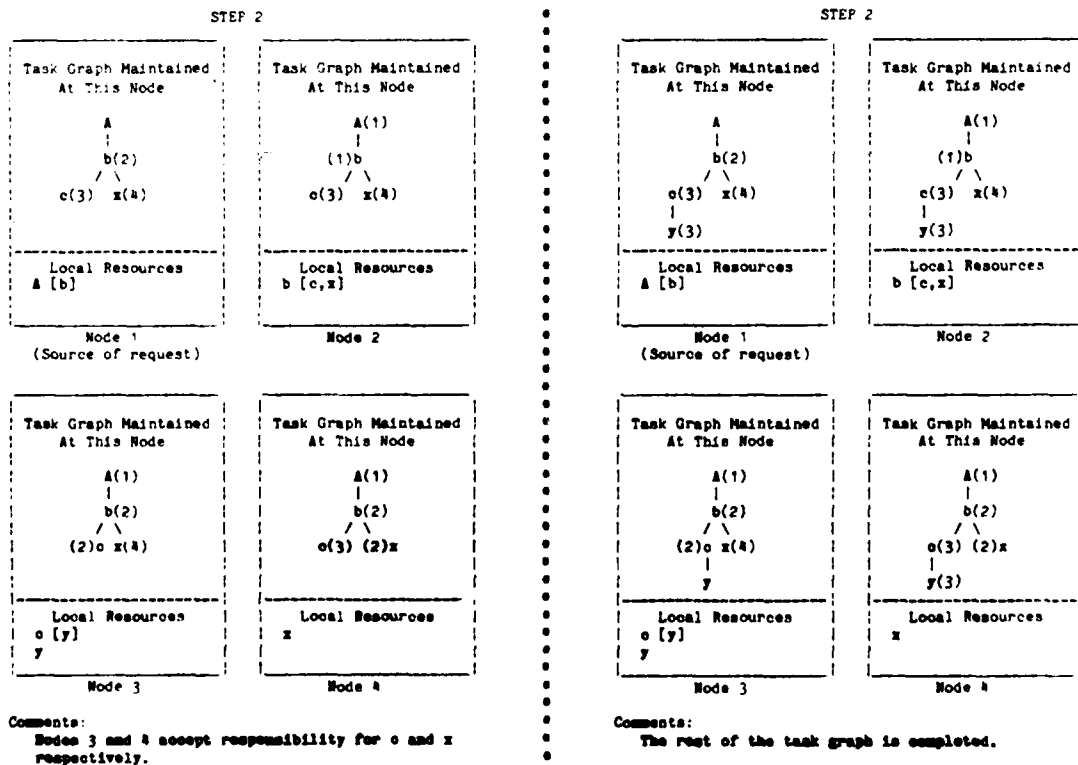 STEP 2
Task Graph Maintained
At This Node
A
b(2)
c(3) x(4)
Local Resources
A [b]
Node 1
(Source of request)
Task Graph Maintained
At This Node
A(1)
(1)b
c(3) x(4)
Local Resources
b [c,x]
Node 2
Task Graph Maintained
At This Node
A(1)
b(2)
(2)c x(4)
Local Resources
c [y]
y
Node 3
Task Graph Maintained
At This Node
A(1)
b(2)
c(3) (2)x
Local Resources
x
Node 4
Comments:
Nodes 3 and 4 accept responsibility for c and x
respectively.
STEP 2
Task Graph Maintained
At This Node
A
b(2)
c(3) x(4)
y(3)
Local Resources
A [b]
Node 1
(Source of request)
Task Graph Maintained
At This Node
A(1)
(1)b
c(3) x(4)
y(3)
Local Resources
b [c,x]
Node 2
Task Graph Maintained
At This Node
A(1)
b(2)
(2)c x(4)
y
Local Resources
c [y]
y
Node 3
Task Graph Maintained
At This Node
A(1)
b(2)
c(3) (2)x
y(3)
Local Resources
x
Node 4
Comments:
The rest of the task graph is completed.